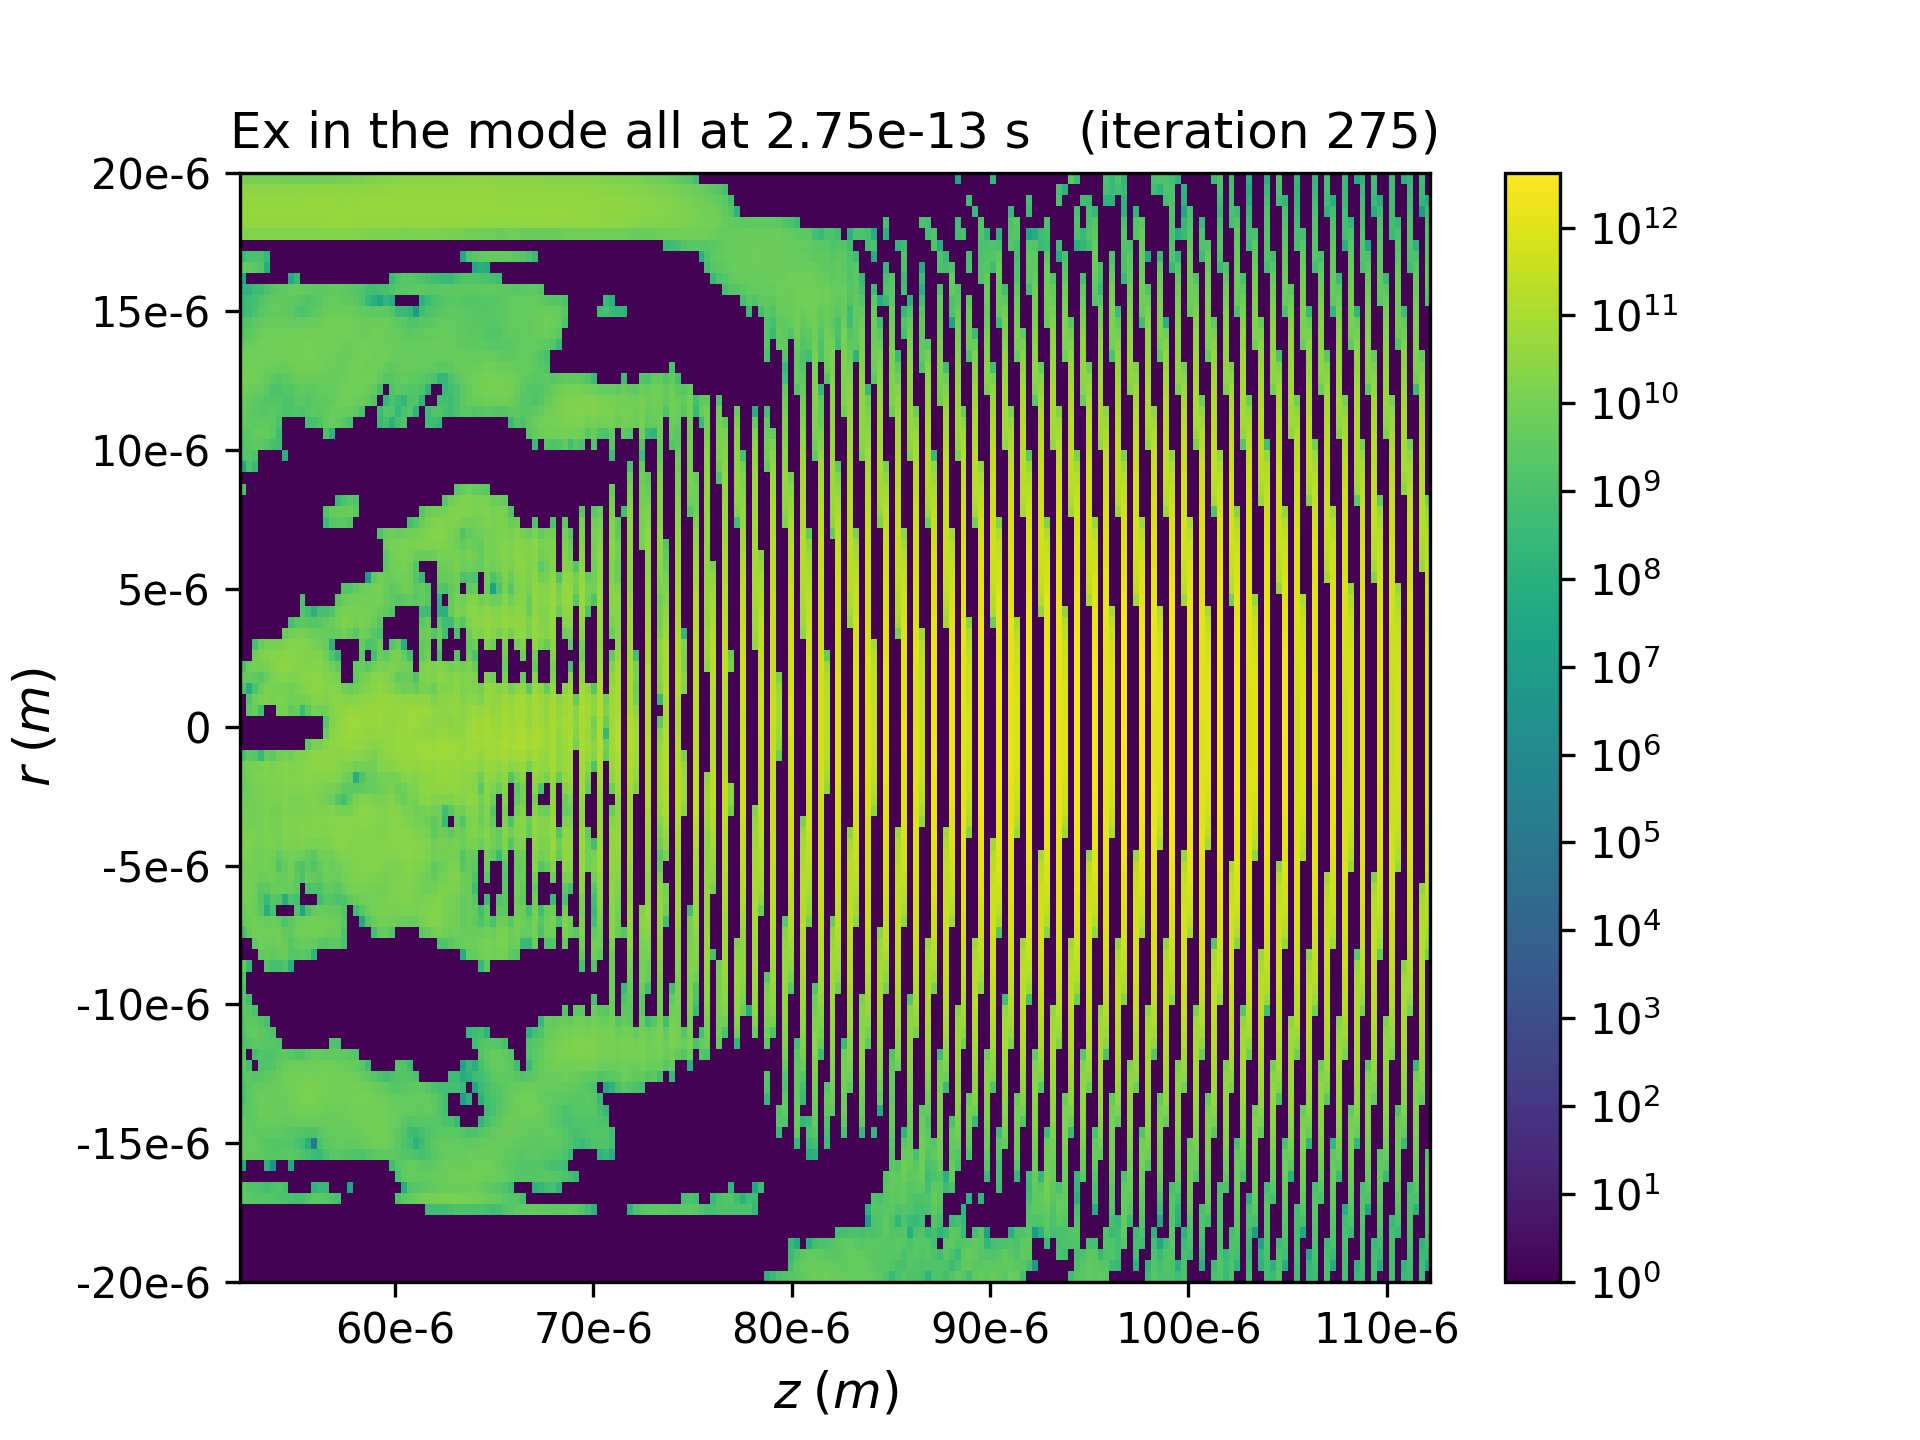 Ex in the mode all at 2.75e-13 s (iteration 275)
20e-6
15e-6
10e-6
5e-6
0
-5e-6
-10e-6
-15e-6
-20e-6
r (m)
60e-6 70e-6 80e-6 90e-6 100e-6 110e-6
z (m)
10¹²
10¹¹
10¹⁰
10⁹
10⁸
10⁷
10⁶
10⁵
10⁴
10³
10²
10¹
10⁰